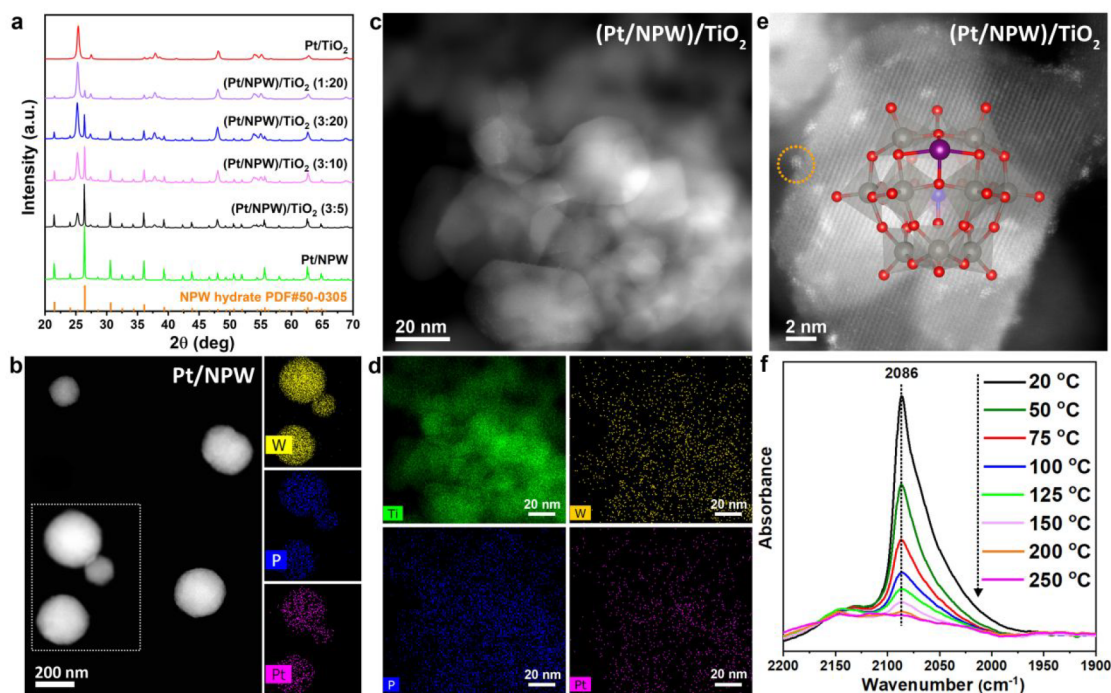 a
Intensity (a.u.)
Pt/TiO2
(Pt/NPW)/TiO2 (1:20)
(Pt/NPW)/TiO2 (3:20)
(Pt/NPW)/TiO2 (3:10)
(Pt/NPW)/TiO2 (3:5)
Pt/NPW
NPW hydrate PDF#50-0305
20 25 30 35 40 45 50 55 60 65 70
2θ (deg)
b
Pt/NPW
200 nm
W
P
Pt
c
(Pt/NPW)/TiO2
20 nm
d
Ti
20 nm
W
20 nm
P
20 nm
Pt
20 nm
e
(Pt/NPW)/TiO2
2 nm
f
2086
20 °C
50 °C
75 °C
100 °C
125 °C
150 °C
200 °C
250 °C
Absorbance
2200 2150 2100 2050 2000 1950 1900
Wavenumber (cm-1)